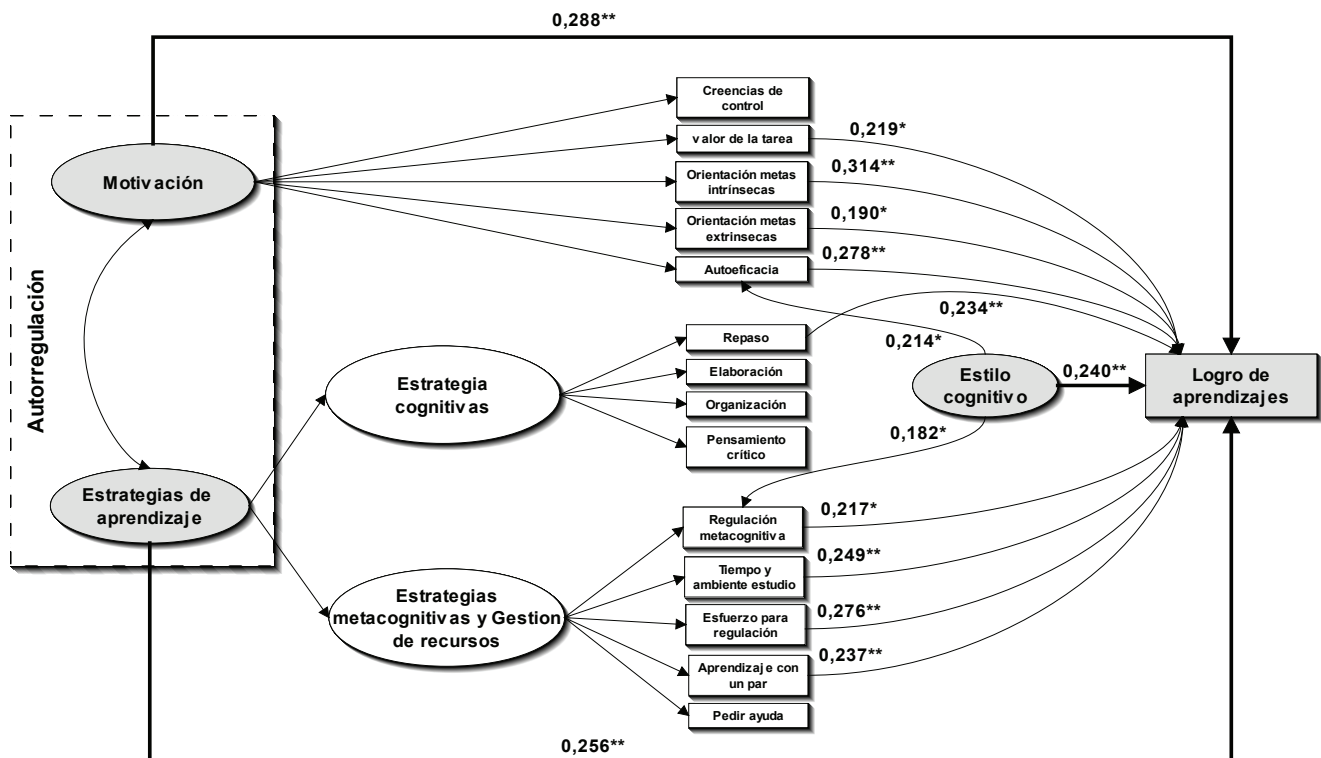 0,288**
Creencias de
control
valor de la tarea
0,219*
Motivación
Orientación metas
intrínsecas
0,314**
Orientación metas
extrinsecas
0,190*
Autoeficacia
0,278**
Autorregulación
0,234**
Repaso
0,214*
Estrategia
cognitivas
Elaboración
Organización
Pensamiento
crítico
Estilo
cognitivo
0,240**
Logro de
aprendizajes
0,182*
Estrategias de
aprendizaje
Regulación
metacognitiva
0,217*
Tiempo y
ambiente estudio
0,249**
Estrategias
metacognitivas y Gestion
de recursos
Esfuerzo para
regulación
0,276**
Aprendizaje con
un par
0,237**
Pedir ayuda
0,256**